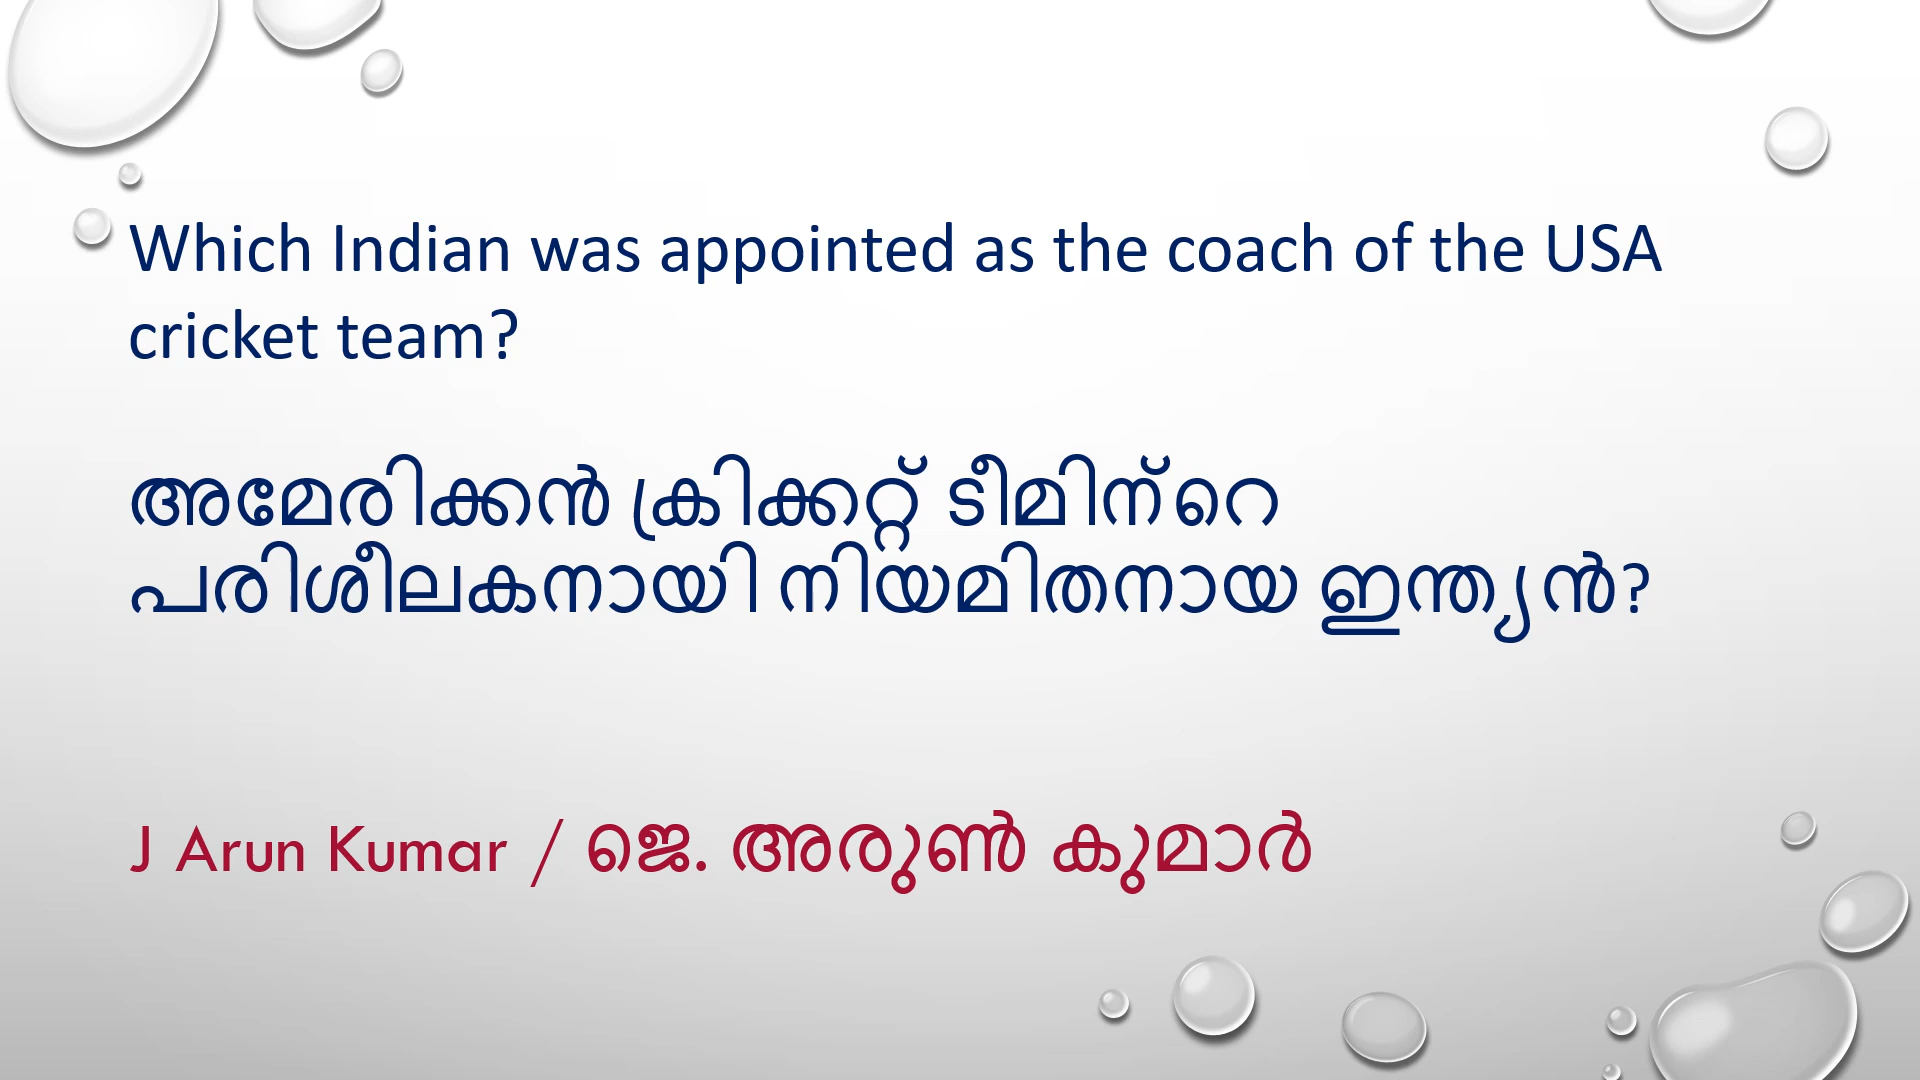 Which Indian was appointed as the coach of the USA
cricket team?
അമേരിക്കൻ ക്രിക്കറ്റ് ടീമിന്റെ
പരിശീലകനായി നിയമിതനായ ഇന്ത്യൻ?
J Arun Kumar / ജെ. അരുൺ കുമാർ